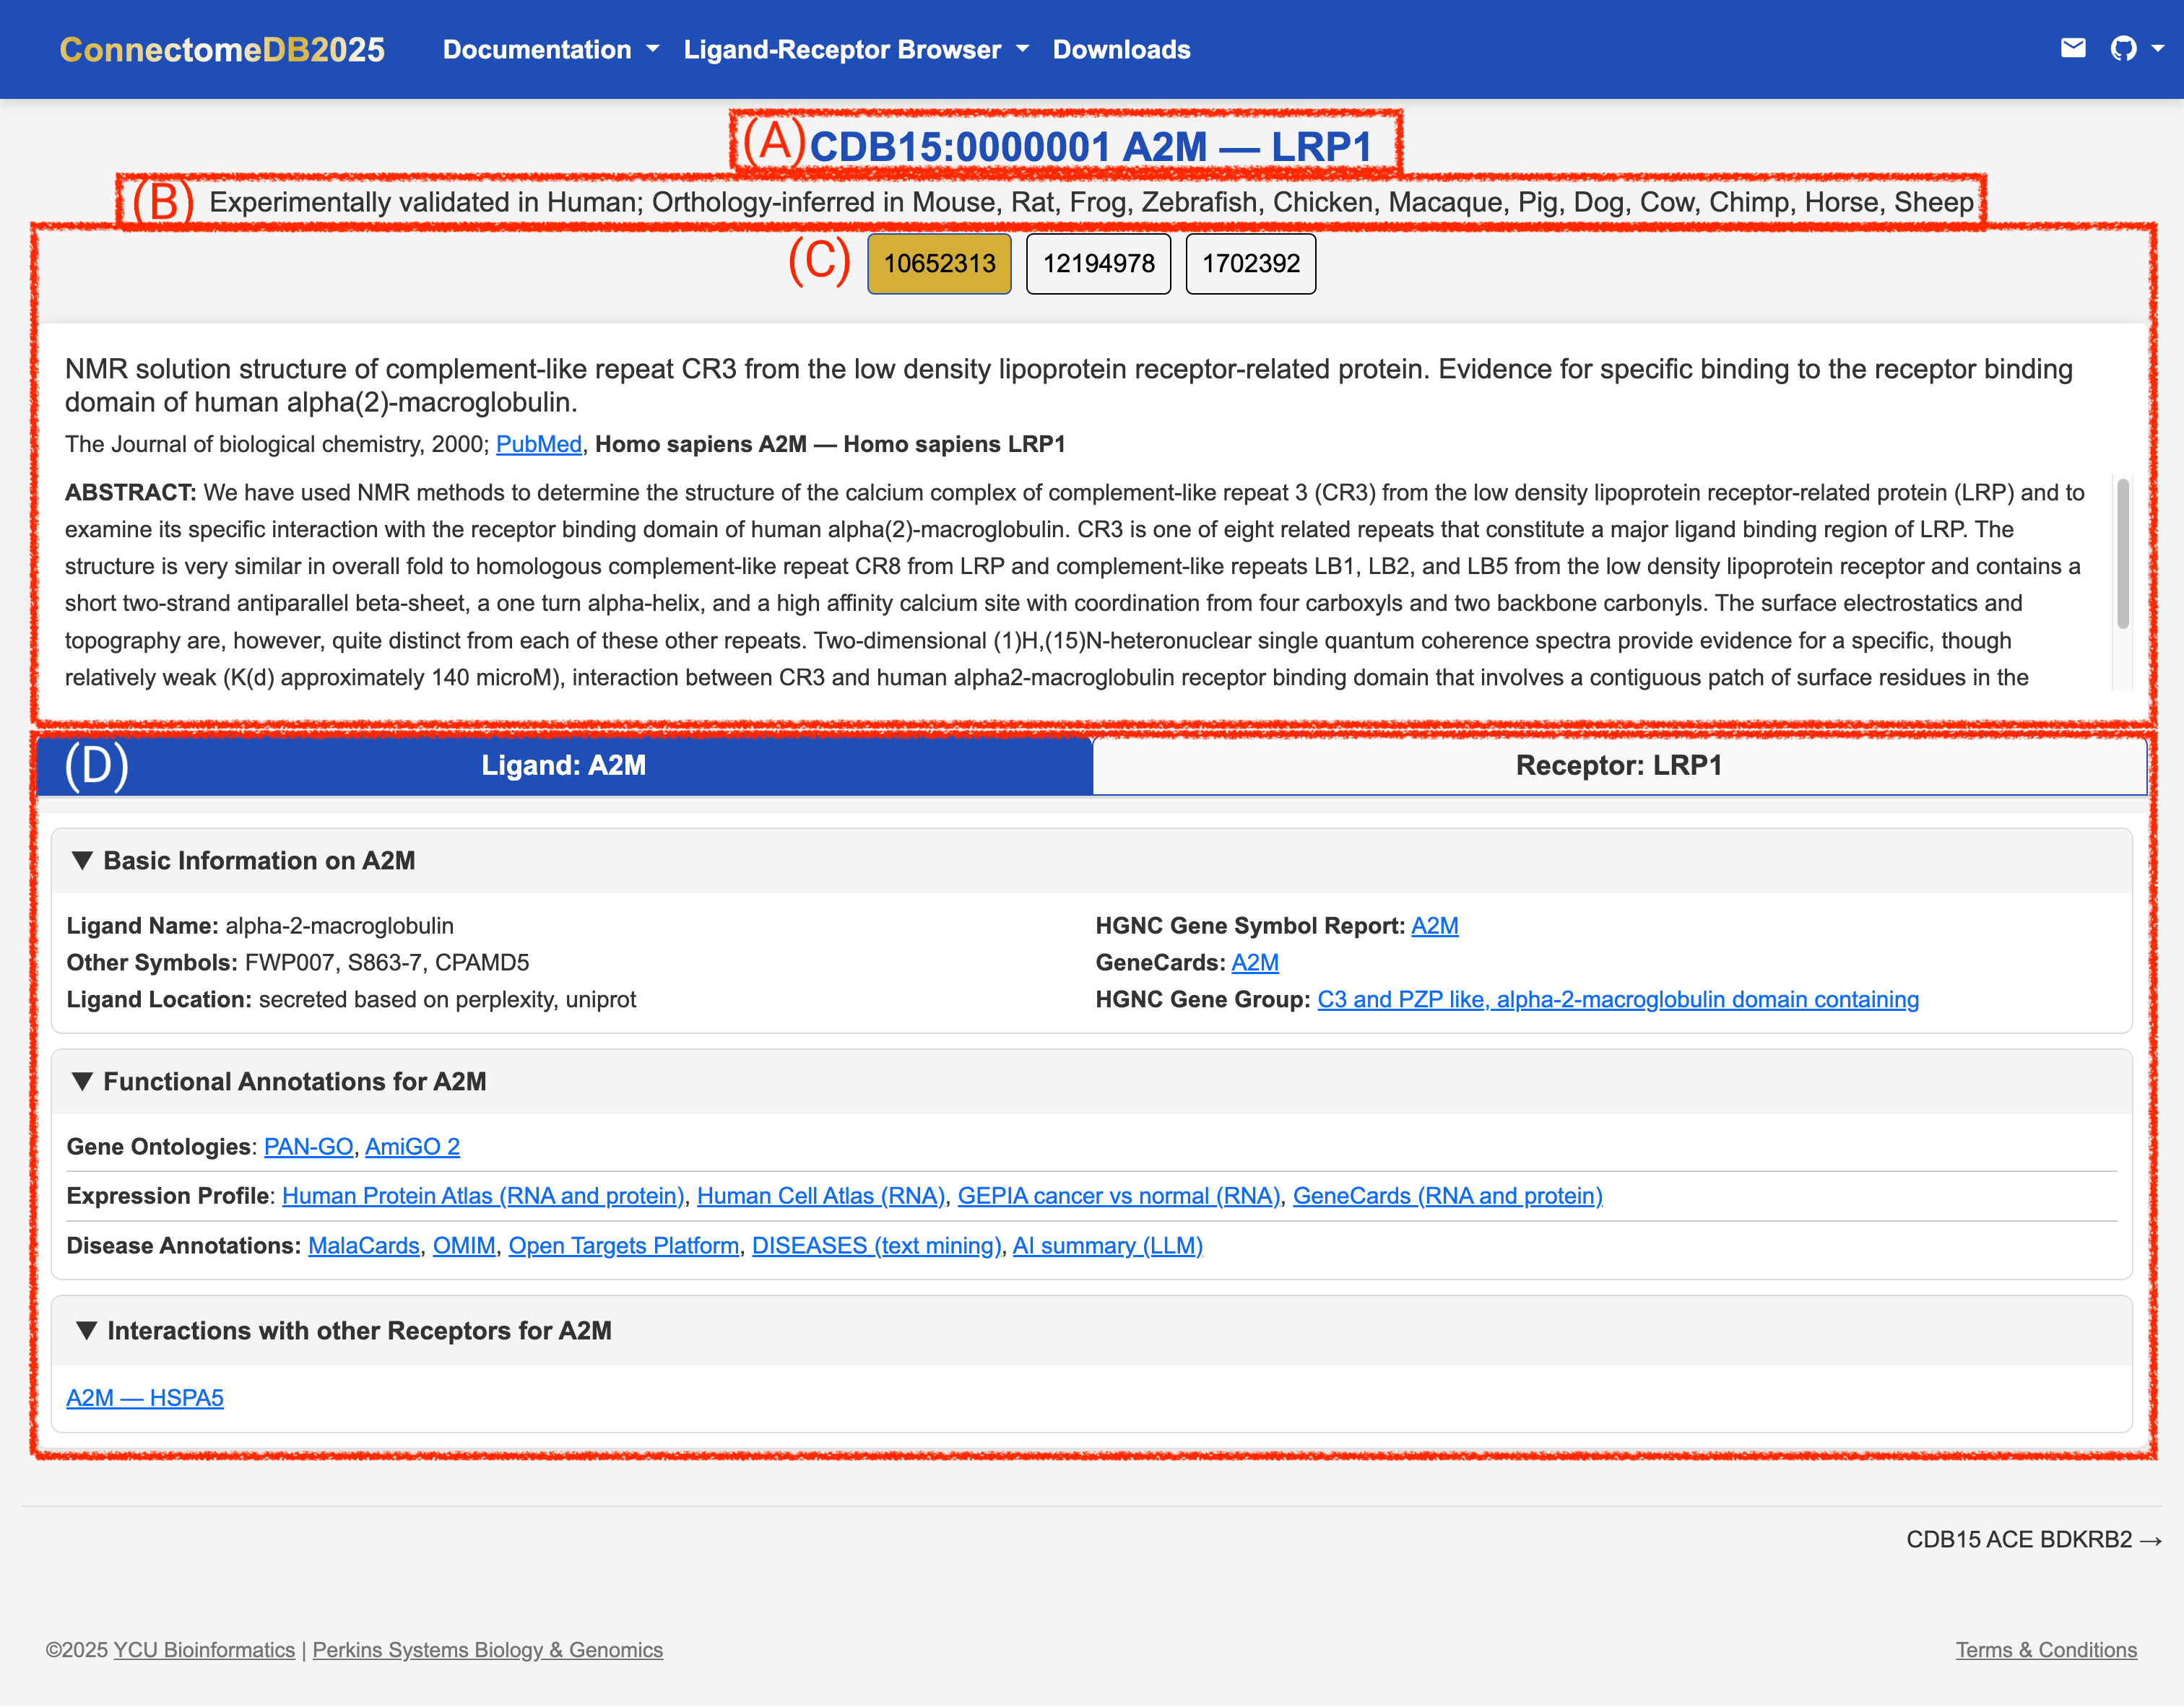 ConnectomeDB2025 Documentation Ligand-Receptor Browser Downloads
(A) CDB15:0000001 A2M — LRP1
(B) Experimentally validated in Human; Orthology-inferred in Mouse, Rat, Frog, Zebrafish, Chicken, Macaque, Pig, Dog, Cow, Chimp, Horse, Sheep
(C) 10652313 12194978 1702392
NMR solution structure of complement-like repeat CR3 from the low density lipoprotein receptor-related protein. Evidence for specific binding to the receptor binding
domain of human alpha(2)-macroglobulin.
The Journal of biological chemistry, 2000; PubMed, Homo sapiens A2M — Homo sapiens LRP1
ABSTRACT: We have used NMR methods to determine the structure of the calcium complex of complement-like repeat 3 (CR3) from the low density lipoprotein receptor-related protein (LRP) and to
examine its specific interaction with the receptor binding domain of human alpha(2)-macroglobulin. CR3 is one of eight related repeats that constitute a major ligand binding region of LRP. The
structure is very similar in overall fold to homologous complement-like repeat CR8 from LRP and complement-like repeats LB1, LB2, and LB5 from the low density lipoprotein receptor and contains a
short two-strand antiparallel beta-sheet, a one turn alpha-helix, and a high affinity calcium site with coordination from four carboxyls and two backbone carbonyls. The surface electrostatics and
topography are, however, quite distinct from each of these other repeats. Two-dimensional (1)H,(15)N-heteronuclear single quantum coherence spectra provide evidence for a specific, though
relatively weak (K(d) approximately 140 microM), interaction between CR3 and human alpha2-macroglobulin receptor binding domain that involves a contiguous patch of surface residues in the
(D) Ligand: A2M Receptor: LRP1
▼ Basic Information on A2M
Ligand Name: alpha-2-macroglobulin
Other Symbols: FWP007, S863-7, CPAMD5
Ligand Location: secreted based on perplexity, uniprot
HGNC Gene Symbol Report: A2M
GeneCards: A2M
HGNC Gene Group: C3 and PZP like, alpha-2-macroglobulin domain containing
▼ Functional Annotations for A2M
Gene Ontologies: PAN-GO, AmiGO 2
Expression Profile: Human Protein Atlas (RNA and protein), Human Cell Atlas (RNA), GEPIA cancer vs normal (RNA), GeneCards (RNA and protein)
Disease Annotations: MalaCards, OMIM, Open Targets Platform, DISEASES (text mining), AI summary (LLM)
▼ Interactions with other Receptors for A2M
A2M — HSPA5
CDB15 ACE BDKRB2 →
©2025 YCU Bioinformatics | Perkins Systems Biology & Genomics
Terms & Conditions